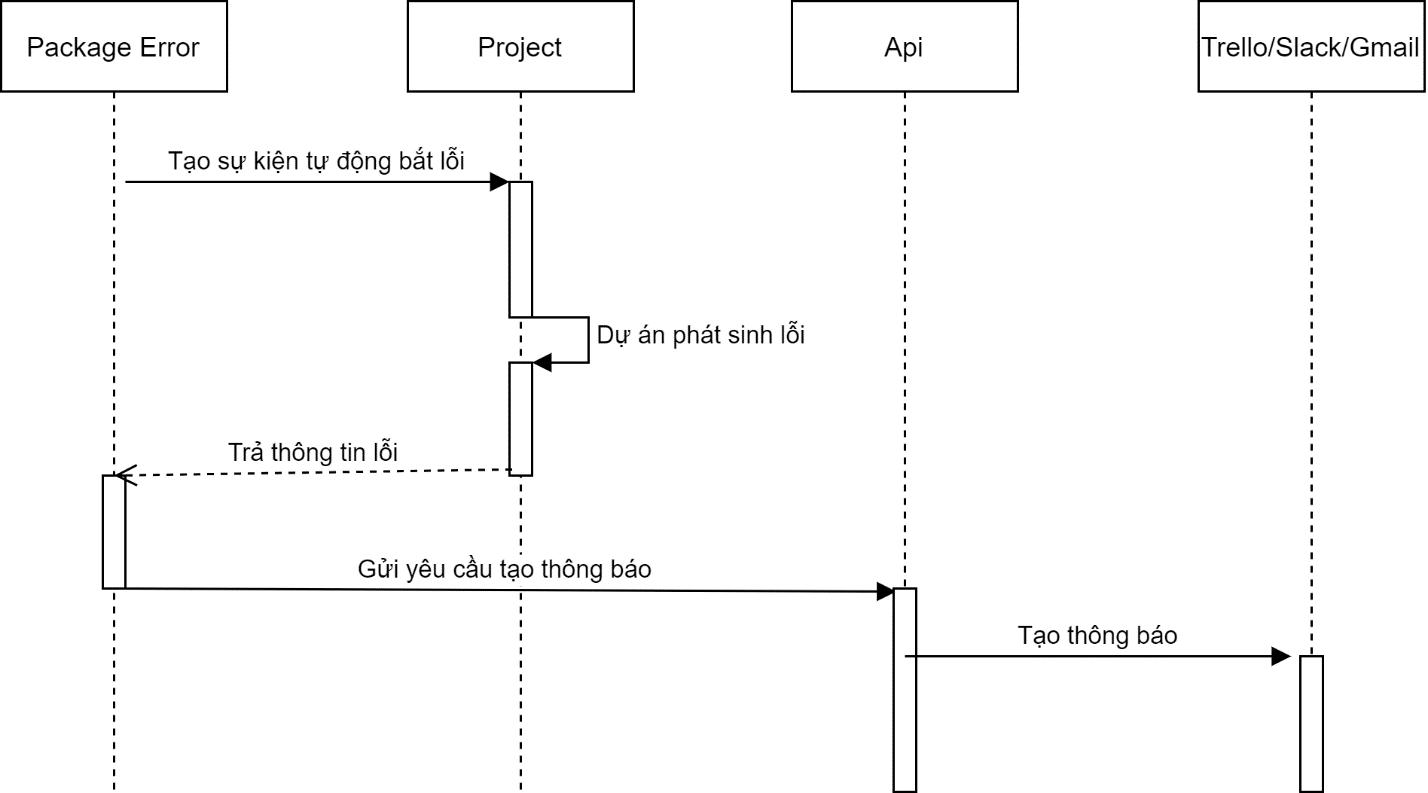 Package Error
Project
Api
Trello/Slack/Gmail
Tạo sự kiện tự động bắt lỗi
Dự án phát sinh lỗi
Trả thông tin lỗi
Gửi yêu cầu tạo thông báo
Tạo thông báo